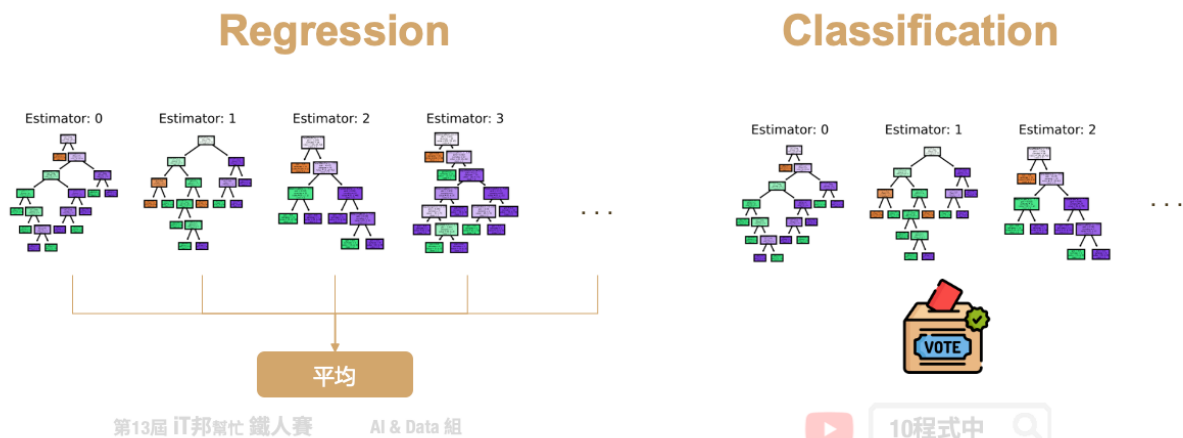 Regression
Classification
Estimator: 0
Estimator: 1
Estimator: 2
Estimator: 3
. . .
Estimator: 0
Estimator: 1
Estimator: 2
. . .
VOTE
平均
第13屆 iT邦幫忙 鐵人賽
AI & Data 組
10程式中